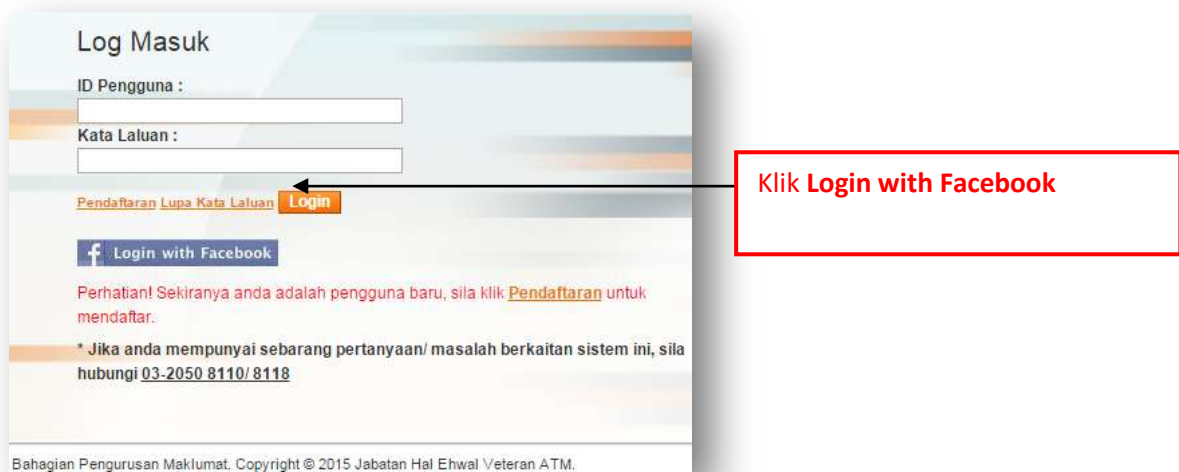 Log Masuk
ID Pengguna :
Kata Laluan :
Pendaftaran Lupa Kata Laluan Login
Klik Login with Facebook
f Login with Facebook
Perhatian! Sekiranya anda adalah pengguna baru, sila klik Pendaftaran untuk
mendaftar.
* Jika anda mempunyai sebarang pertanyaan/ masalah berkaitan sistem ini, sila
hubungi 03-2050 8110/ 8118
Bahagian Pengurusan Maklumat. Copyright © 2015 Jabatan Hal Ehwal Veteran ATM.